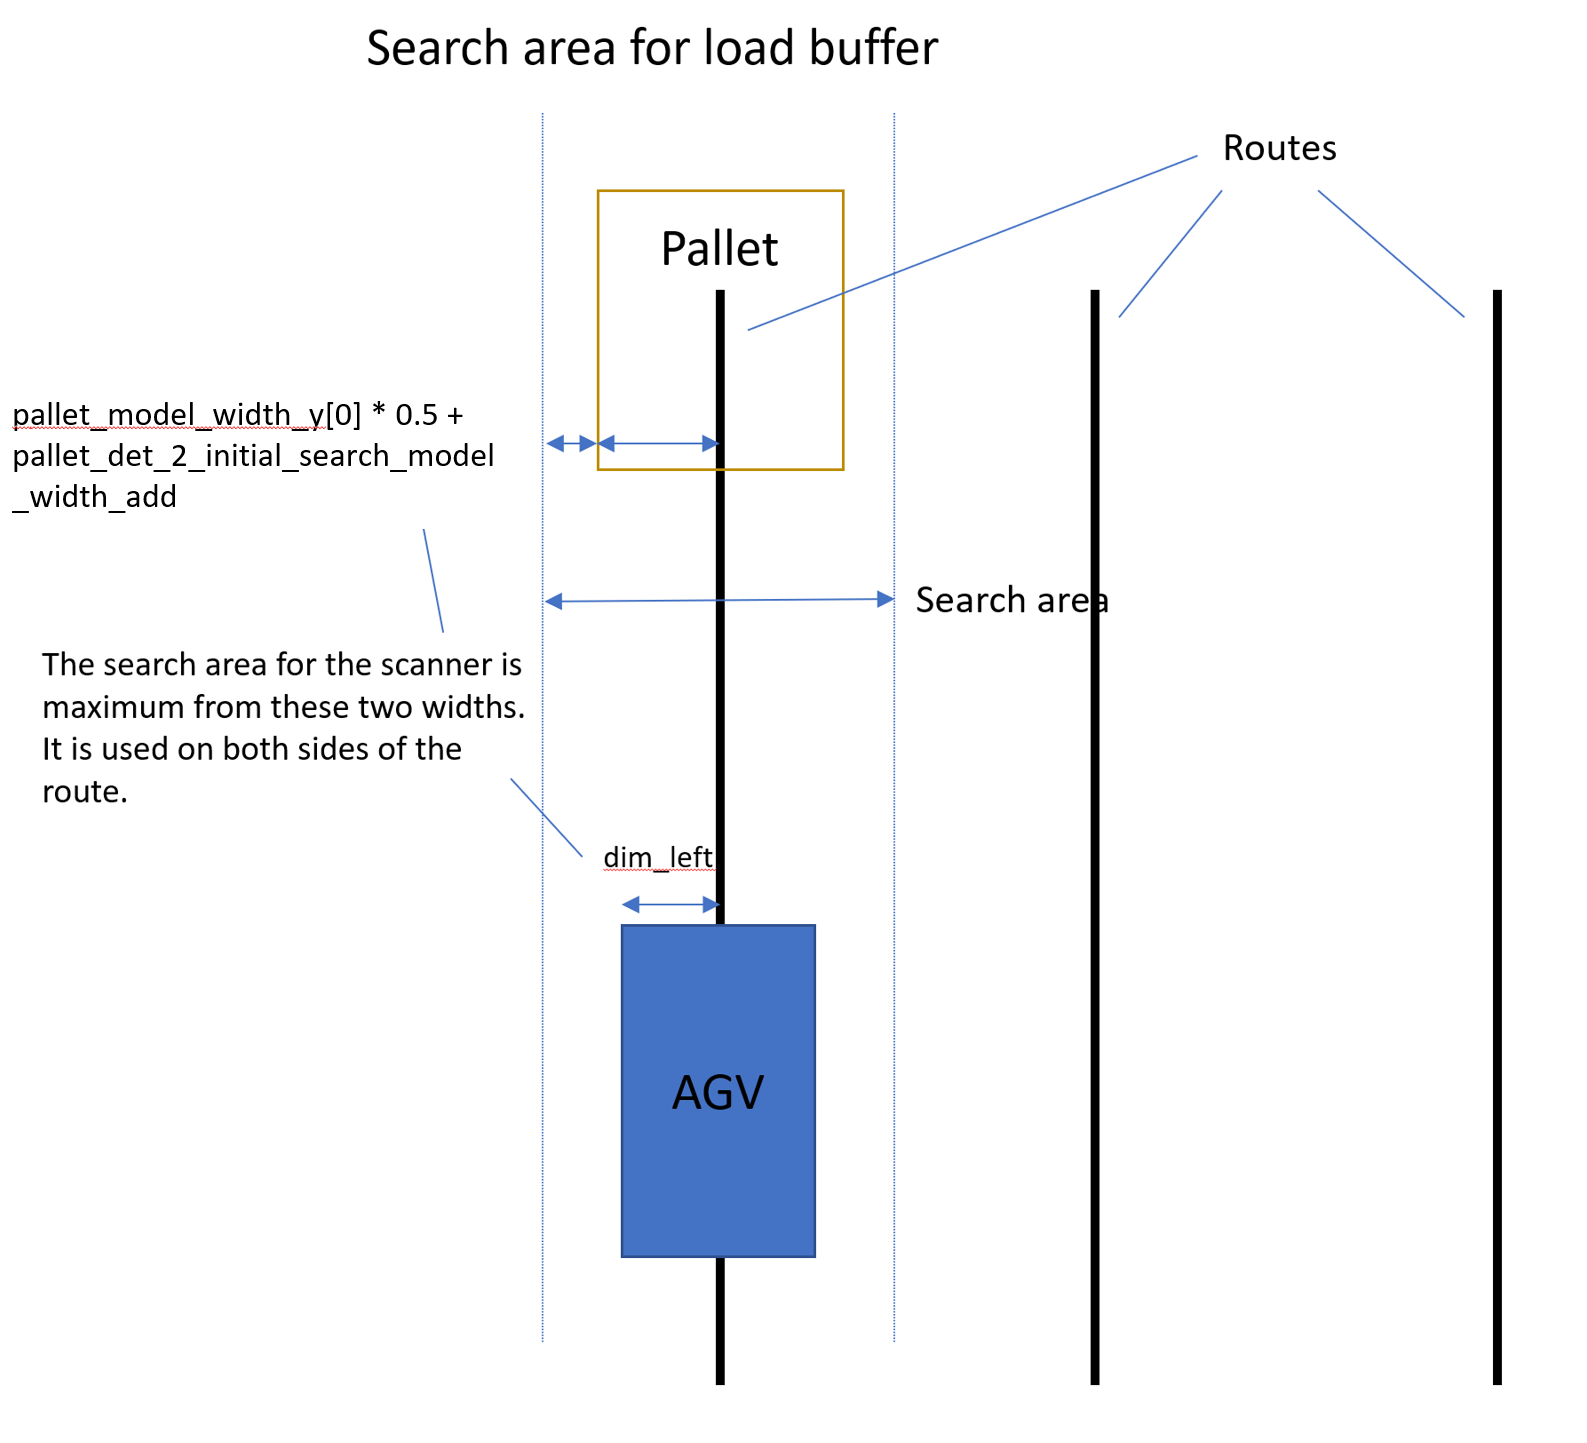 Search area for load buffer
Routes
Pallet
pallet_model_width_y[0] * 0.5 +
pallet_det_2_initial_search_model
_width_add
Search area
The search area for the scanner is
maximum from these two widths.
It is used on both sides of the
route.
dim_left
AGV